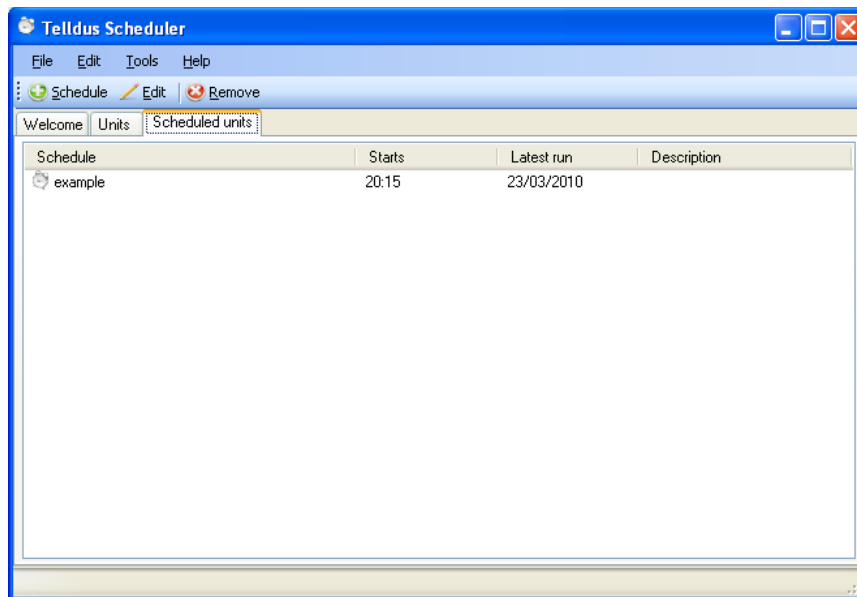 Telldus Scheduler
File Edit Tools Help
Schedule Edit Remove
Welcome Units Scheduled units
Schedule Starts Latest run Description
example 20:15 23/03/2010